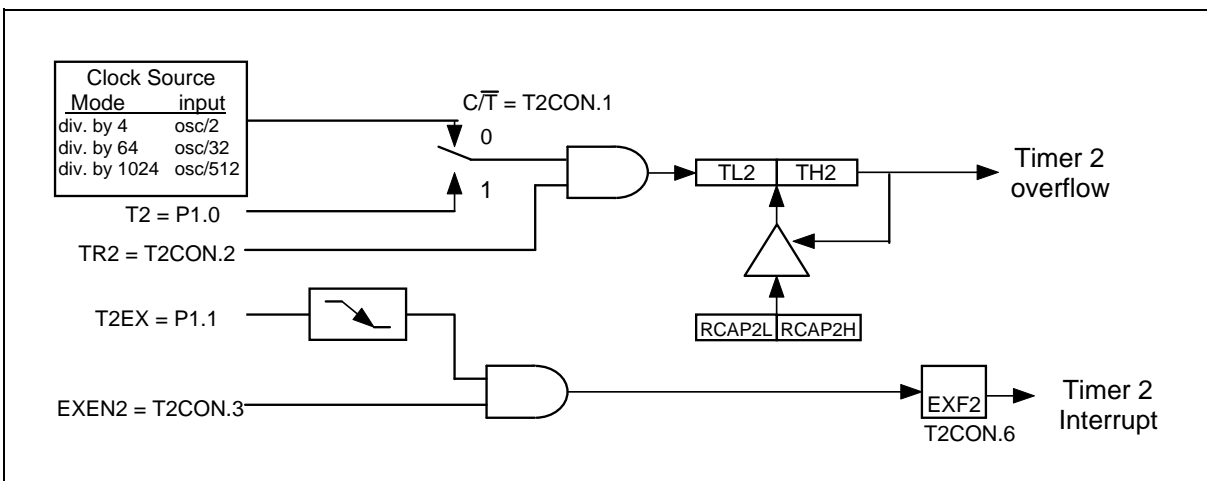 Clock Source
Mode input
div. by 4 osc/2
div. by 64 osc/32
div. by 1024 osc/512
C/T̅ = T2CON.1
0
1
T2 = P1.0
TR2 = T2CON.2
TL2 TH2
Timer 2
overflow
T2EX = P1.1
RCAP2L RCAP2H
EXEN2 = T2CON.3
EXF2
T2CON.6
Timer 2
Interrupt